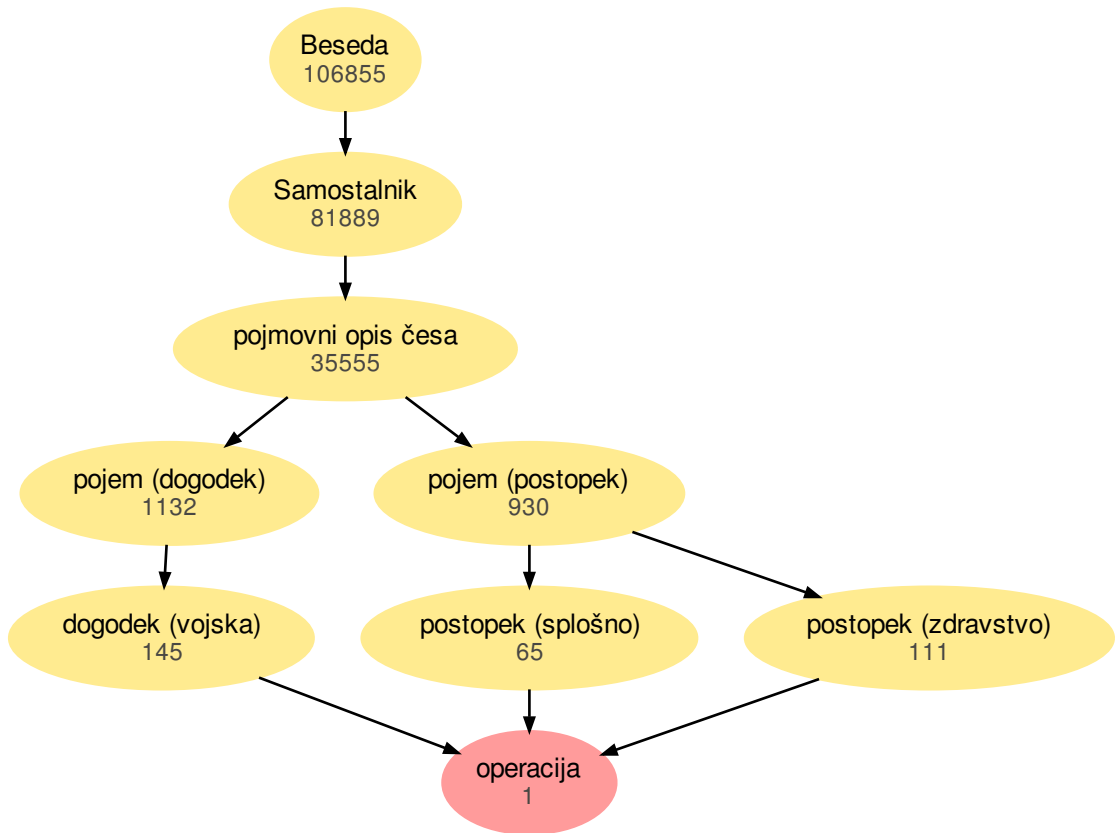 Beseda
106855
Samostalnik
81889
pojmovni opis česa
35555
pojem (dogodek)
1132
pojem (postopek)
930
dogodek (vojska)
145
postopek (splošno)
65
postopek (zdravstvo)
111
operacija
1